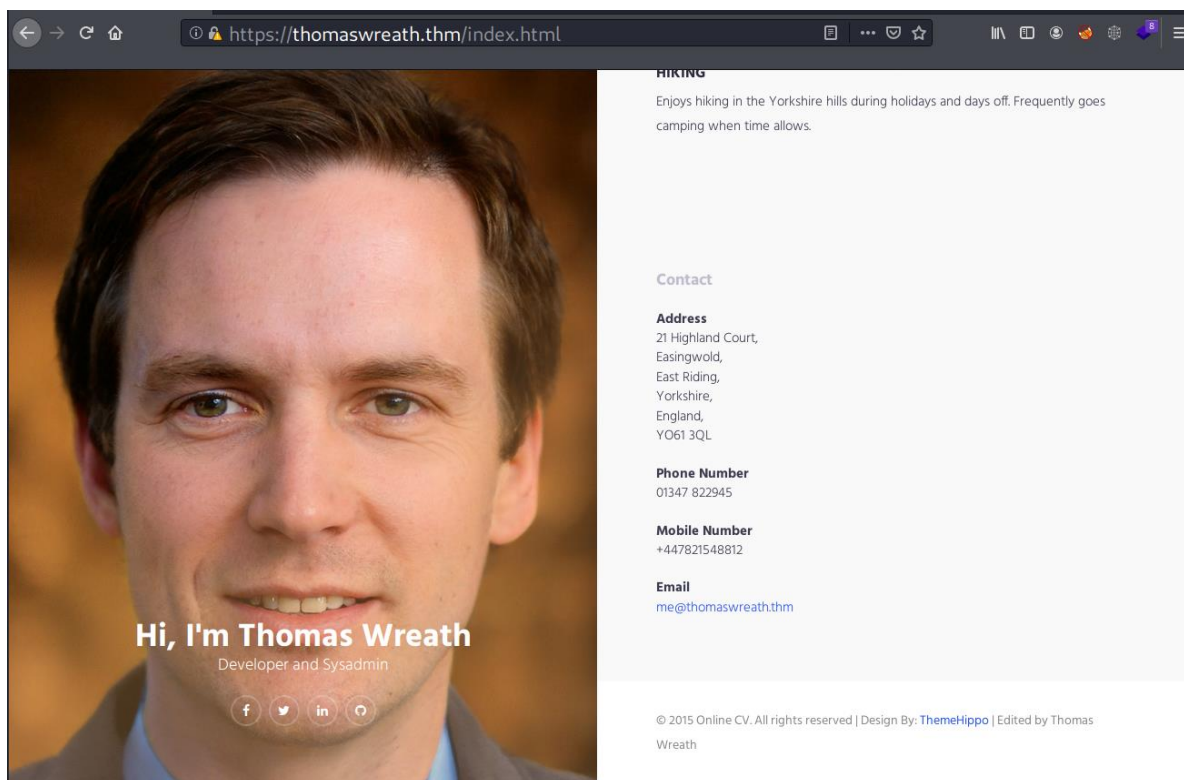 https://thomaswreath.thm/index.html
8
HIKING
Enjoys hiking in the Yorkshire hills during holidays and days off. Frequently goes
camping when time allows.
Contact
Address
21 Highland Court,
Easingwold,
East Riding,
Yorkshire,
England,
YO61 3QL
Phone Number
01347 822945
Mobile Number
+447821548812
Email
me@thomaswreath.thm
Hi, I'm Thomas Wreath
Developer and Sysadmin
© 2015 Online CV. All rights reserved | Design By: ThemeHippo | Edited by Thomas
Wreath